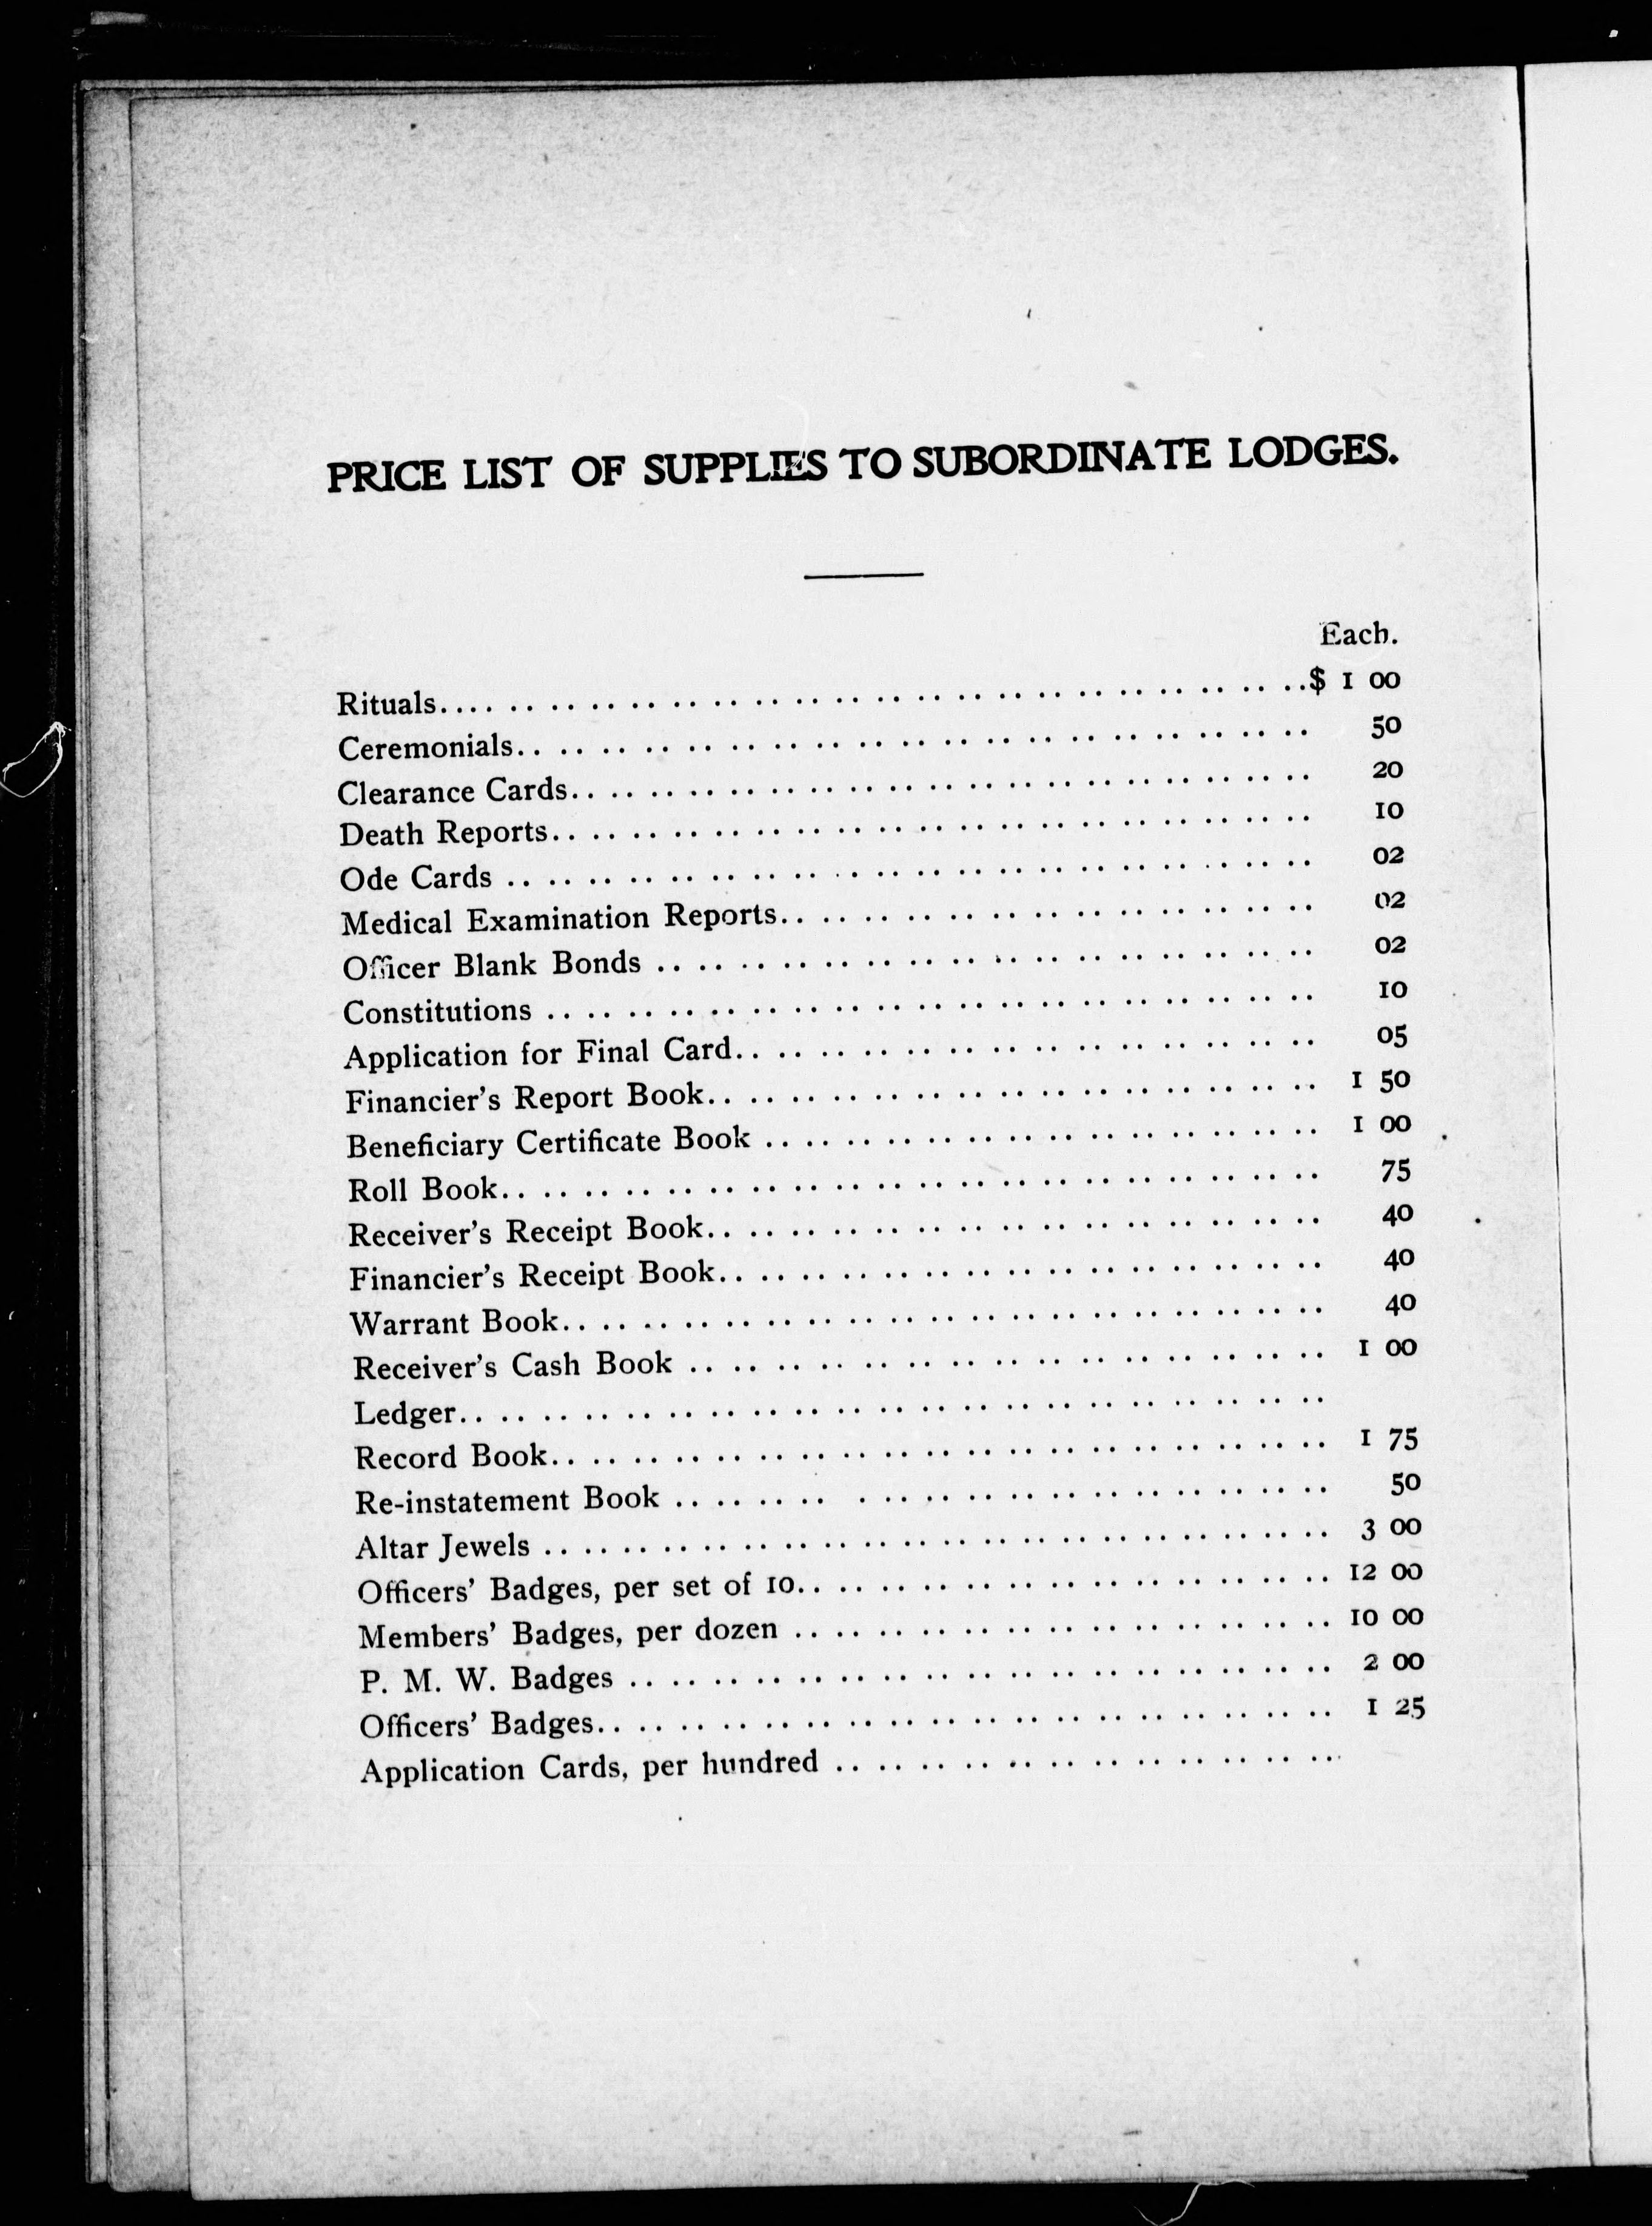 PRICE LIST OF SUPPLIES TO SUBORDINATE LODGES.
Each.
Rituals.... $ 1 00
Ceremonials.... 50
Clearance Cards.... 20
Death Reports.... 10
Ode Cards .... 02
Medical Examination Reports.... 02
Officer Blank Bonds .... 02
Constitutions .... 10
Application for Final Card.... 05
Financier's Report Book.... 1 50
Beneficiary Certificate Book .... 1 00
Roll Book.... 75
Receiver's Receipt Book.... 40
Financier's Receipt Book.... 40
Warrant Book.... 40
Receiver's Cash Book .... 1 00
Ledger....
Record Book.... 1 75
Re-instatement Book .... 50
Altar Jewels .... 3 00
Officers' Badges, per set of 10.... 12 00
Members' Badges, per dozen .... 10 00
P. M. W. Badges .... 2 00
Officers' Badges.... 1 25
Application Cards, per hundred ....